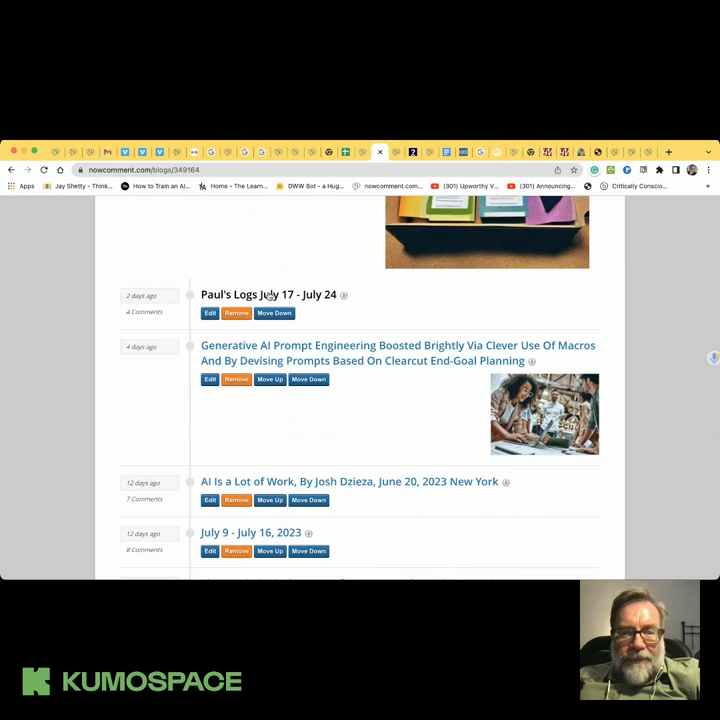 nowcomment.com/blogs/349164
Apps
Jay Shetty - Think...
How to Train an AI...
Home - The Learn...
DWW Bot - a Hug...
nowcomment.com...
(301) Upworthy V...
(301) Announcing...
Critically Conscio...
2 days ago
Paul's Logs July 17 - July 24
4 Comments
Edit Remove Move Down
4 days ago
Generative AI Prompt Engineering Boosted Brightly Via Clever Use Of Macros
And By Devising Prompts Based On Clearcut End-Goal Planning
Edit Remove Move Up Move Down
12 days ago
AI Is a Lot of Work, By Josh Dzieza, June 20, 2023 New York
7 Comments
Edit Remove Move Up Move Down
12 days ago
July 9 - July 16, 2023
8 Comments
Edit Remove Move Up Move Down
KUMOSPACE